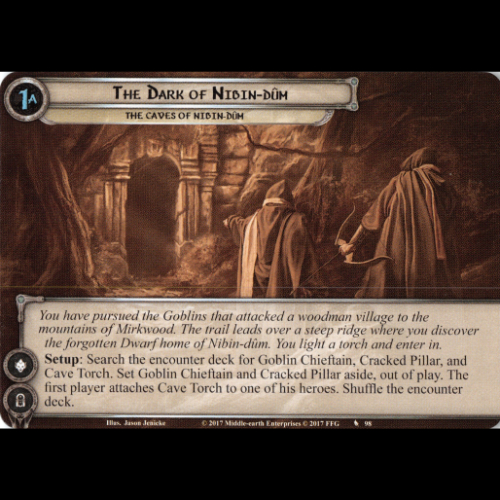 1A
The Dark of Nibin-dûm
The Caves of Nibin-dûm
You have pursued the Goblins that attacked a woodman village to the
mountains of Mirkwood. The trail leads over a steep ridge where you discover
the forgotten Dwarf home of Nibin-dûm. You light a torch and enter in.
Setup: Search the encounter deck for Goblin Chieftain, Cracked Pillar, and
Cave Torch. Set Goblin Chieftain and Cracked Pillar aside, out of play. The
first player attaches Cave Torch to one of his heroes. Shuffle the encounter
deck.
Illus. Jason Jenicke © 2017 Middle-earth Enterprises © 2017 FFG 98